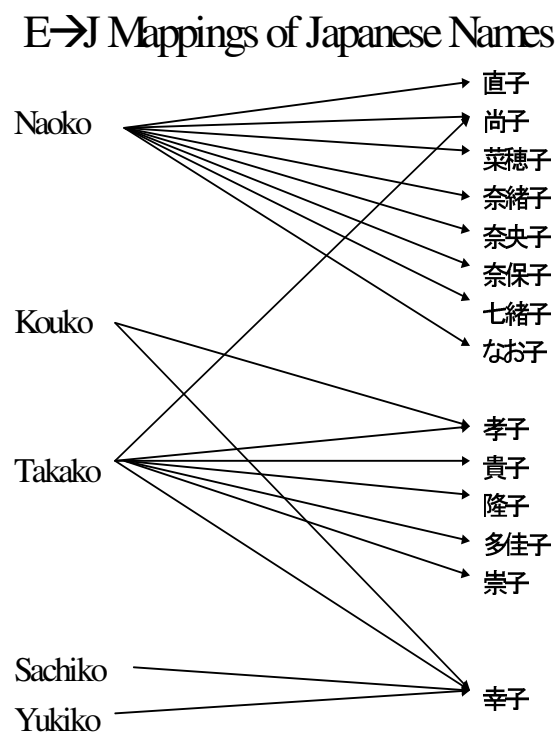 E→J Mappings of Japanese Names
Naoko
Kouko
Takako
Sachiko
Yukiko
直子
尚子
菜穂子
奈緒子
奈央子
奈保子
七緒子
なお子
孝子
貴子
隆子
多佳子
崇子
幸子